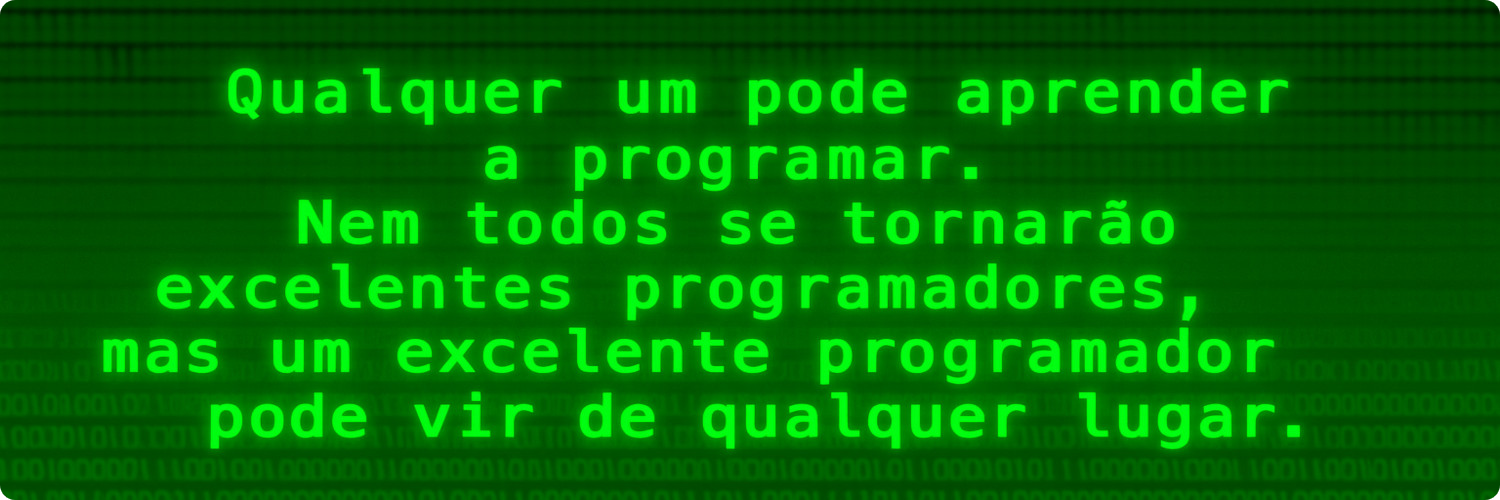 Qualquer um pode aprender
a programar.
Nem todos se tornarão
excelentes programadores,
mas um excelente programador
pode vir de qualquer lugar.